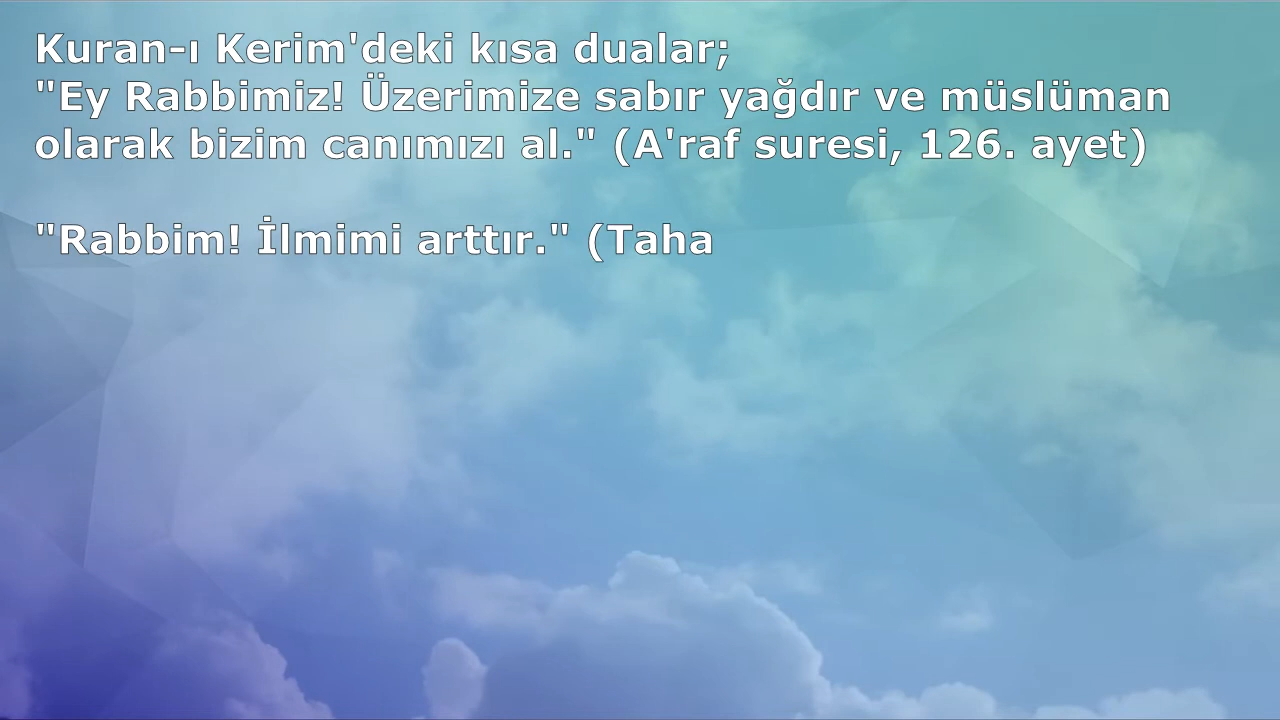 Kuran-ı Kerim'deki kısa dualar;
"Ey Rabbimiz! Üzerimize sabır yağdır ve müslüman
olarak bizim canımızı al." (A'raf suresi, 126. ayet)
"Rabbim! İlmimi arttır." (Taha